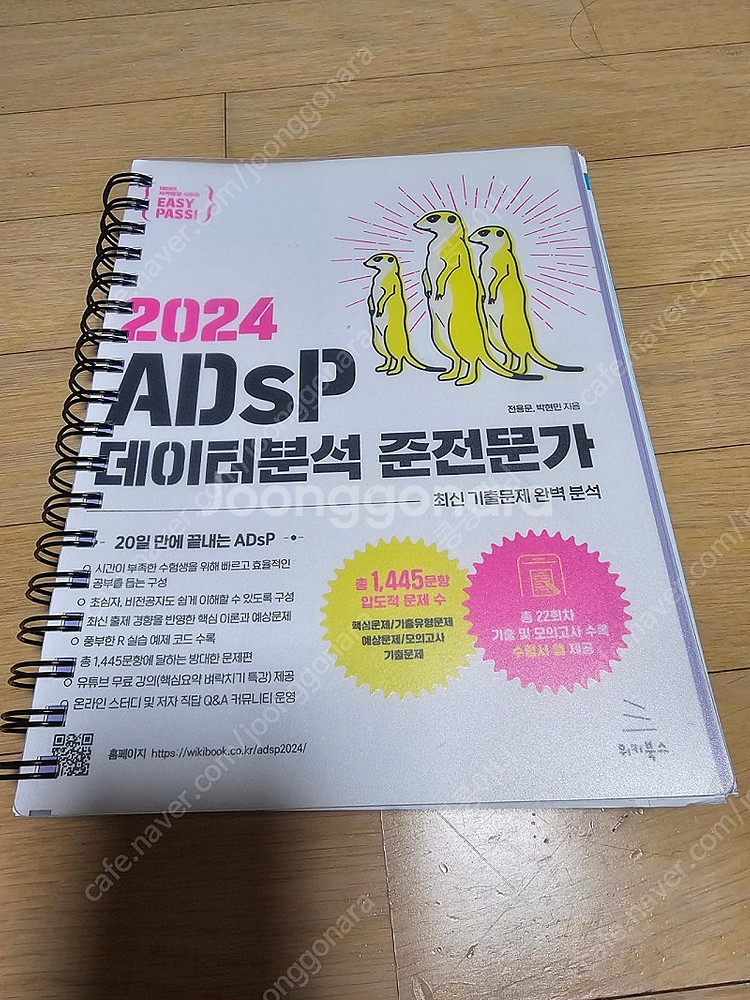 EASY
PASS!
2024
ADsP
데이터분석 준전문가
전용운, 박현민 지음
최신 기출문제 완벽 분석
20일 만에 끝내는 ADsP
시간이 부족한 수험생을 위해 빠르고 효율적인
공부를 돕는 구성
초심자, 비전공자도 쉽게 이해할 수 있도록 구성
최신 출제 경향을 반영한 핵심 이론과 예상문제
풍부한 R 실습 예제 코드 수록
총 1,445문항에 달하는 방대한 문제편
유튜브 무료 강의(핵심요약 벼락치기 특강) 제공
온라인 스터디 및 저자 직답 Q&A 커뮤니티 운영
총 1,445문항
압도적 문제 수
핵심문제/기출유형문제
예상문제/모의고사
기출문제
총 22회차
기출 및 모의고사 수록
수험서 앱 제공
홈페이지 https://wikibook.co.kr/adsp2024/
위키북스
Joonggonara
cafe.naver.com/joonggonara